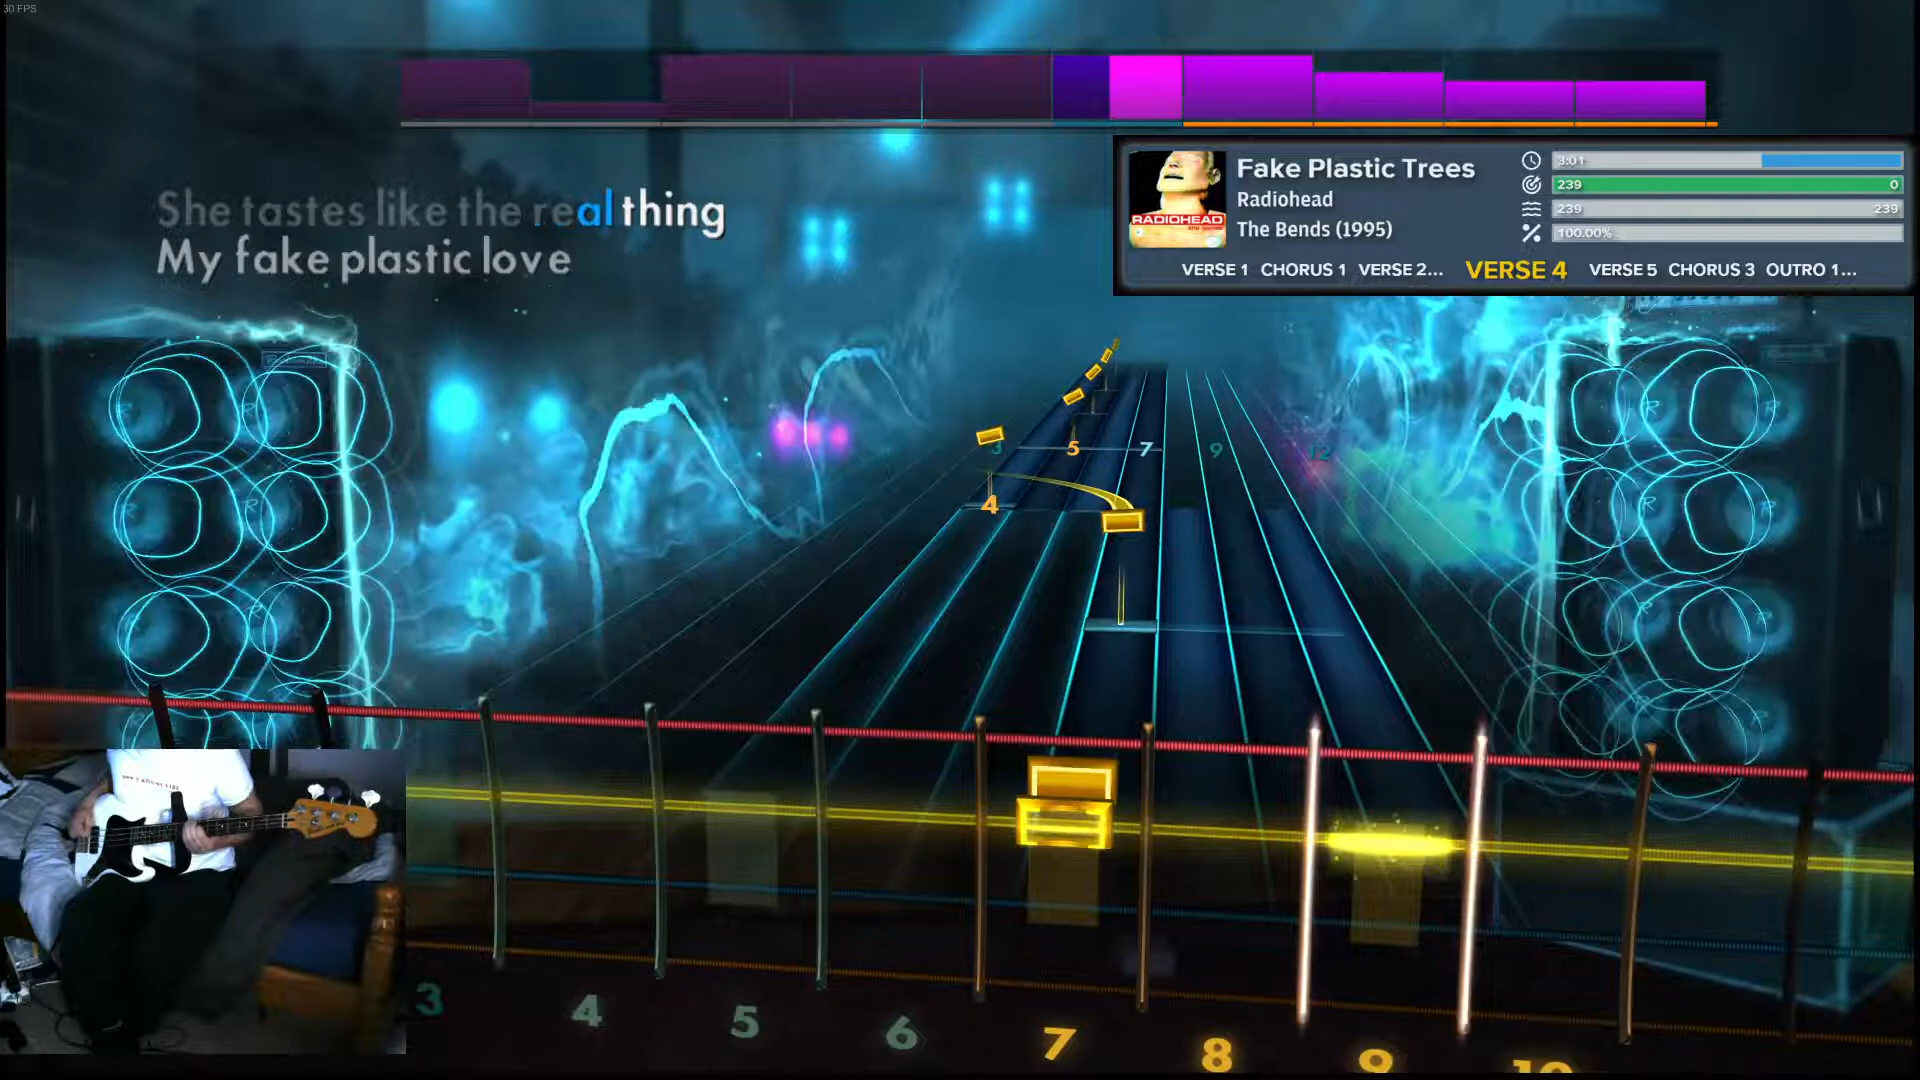 30 FPS
She tastes like the real thing
My fake plastic love
RADIOHEAD
Fake Plastic Trees
Radiohead
The Bends (1995)
3:01
239 0
239 239
100.00%
VERSE 1 CHORUS 1 VERSE 2... VERSE 4 VERSE 5 CHORUS 3 OUTRO 1...
3 5 7 9 12
4
3 4 5 6 7 8 9 10